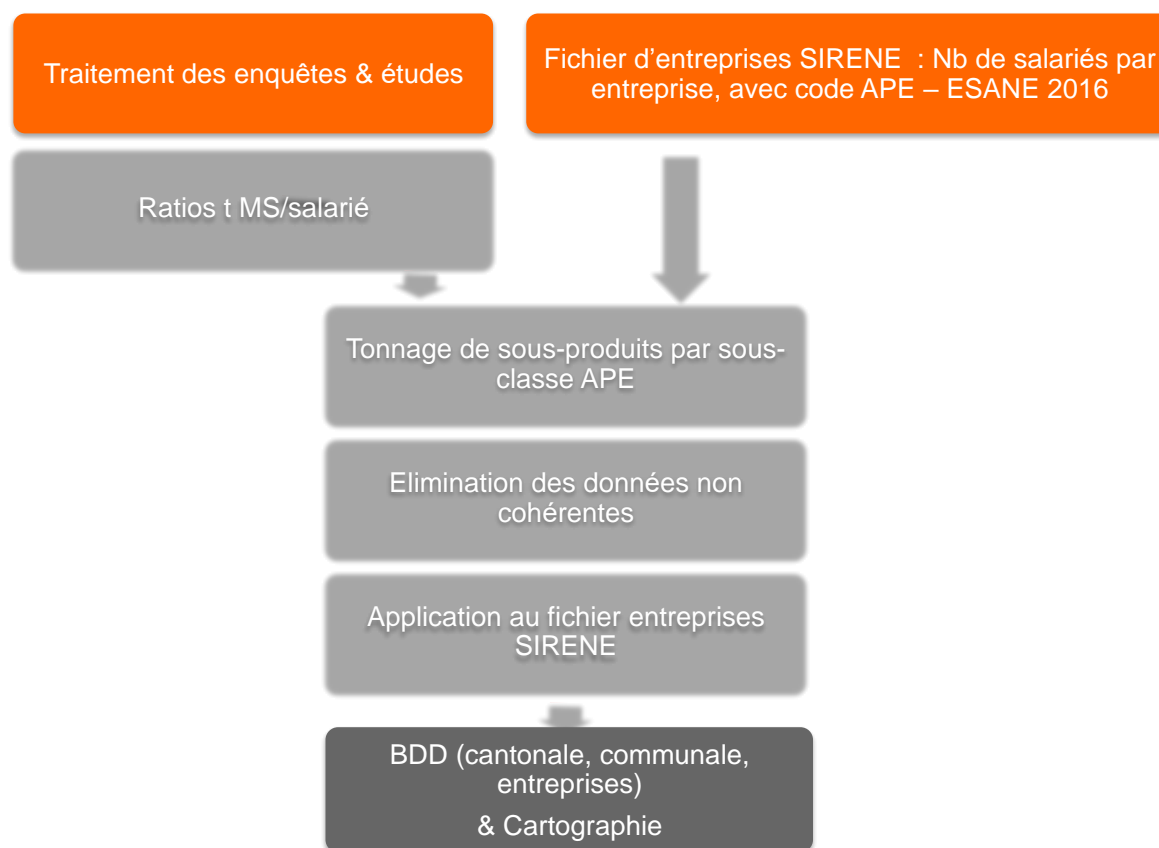 Traitement des enquêtes & études
Fichier d’entreprises SIRENE  : Nb de salariés par
entreprise, avec code APE – ESANE 2016
Ratios t MS/salarié
Tonnage de sous-produits par sous-
classe APE
Elimination des données non
cohérentes
Application au fichier entreprises
SIRENE
BDD (cantonale, communale,
entreprises)
& Cartographie